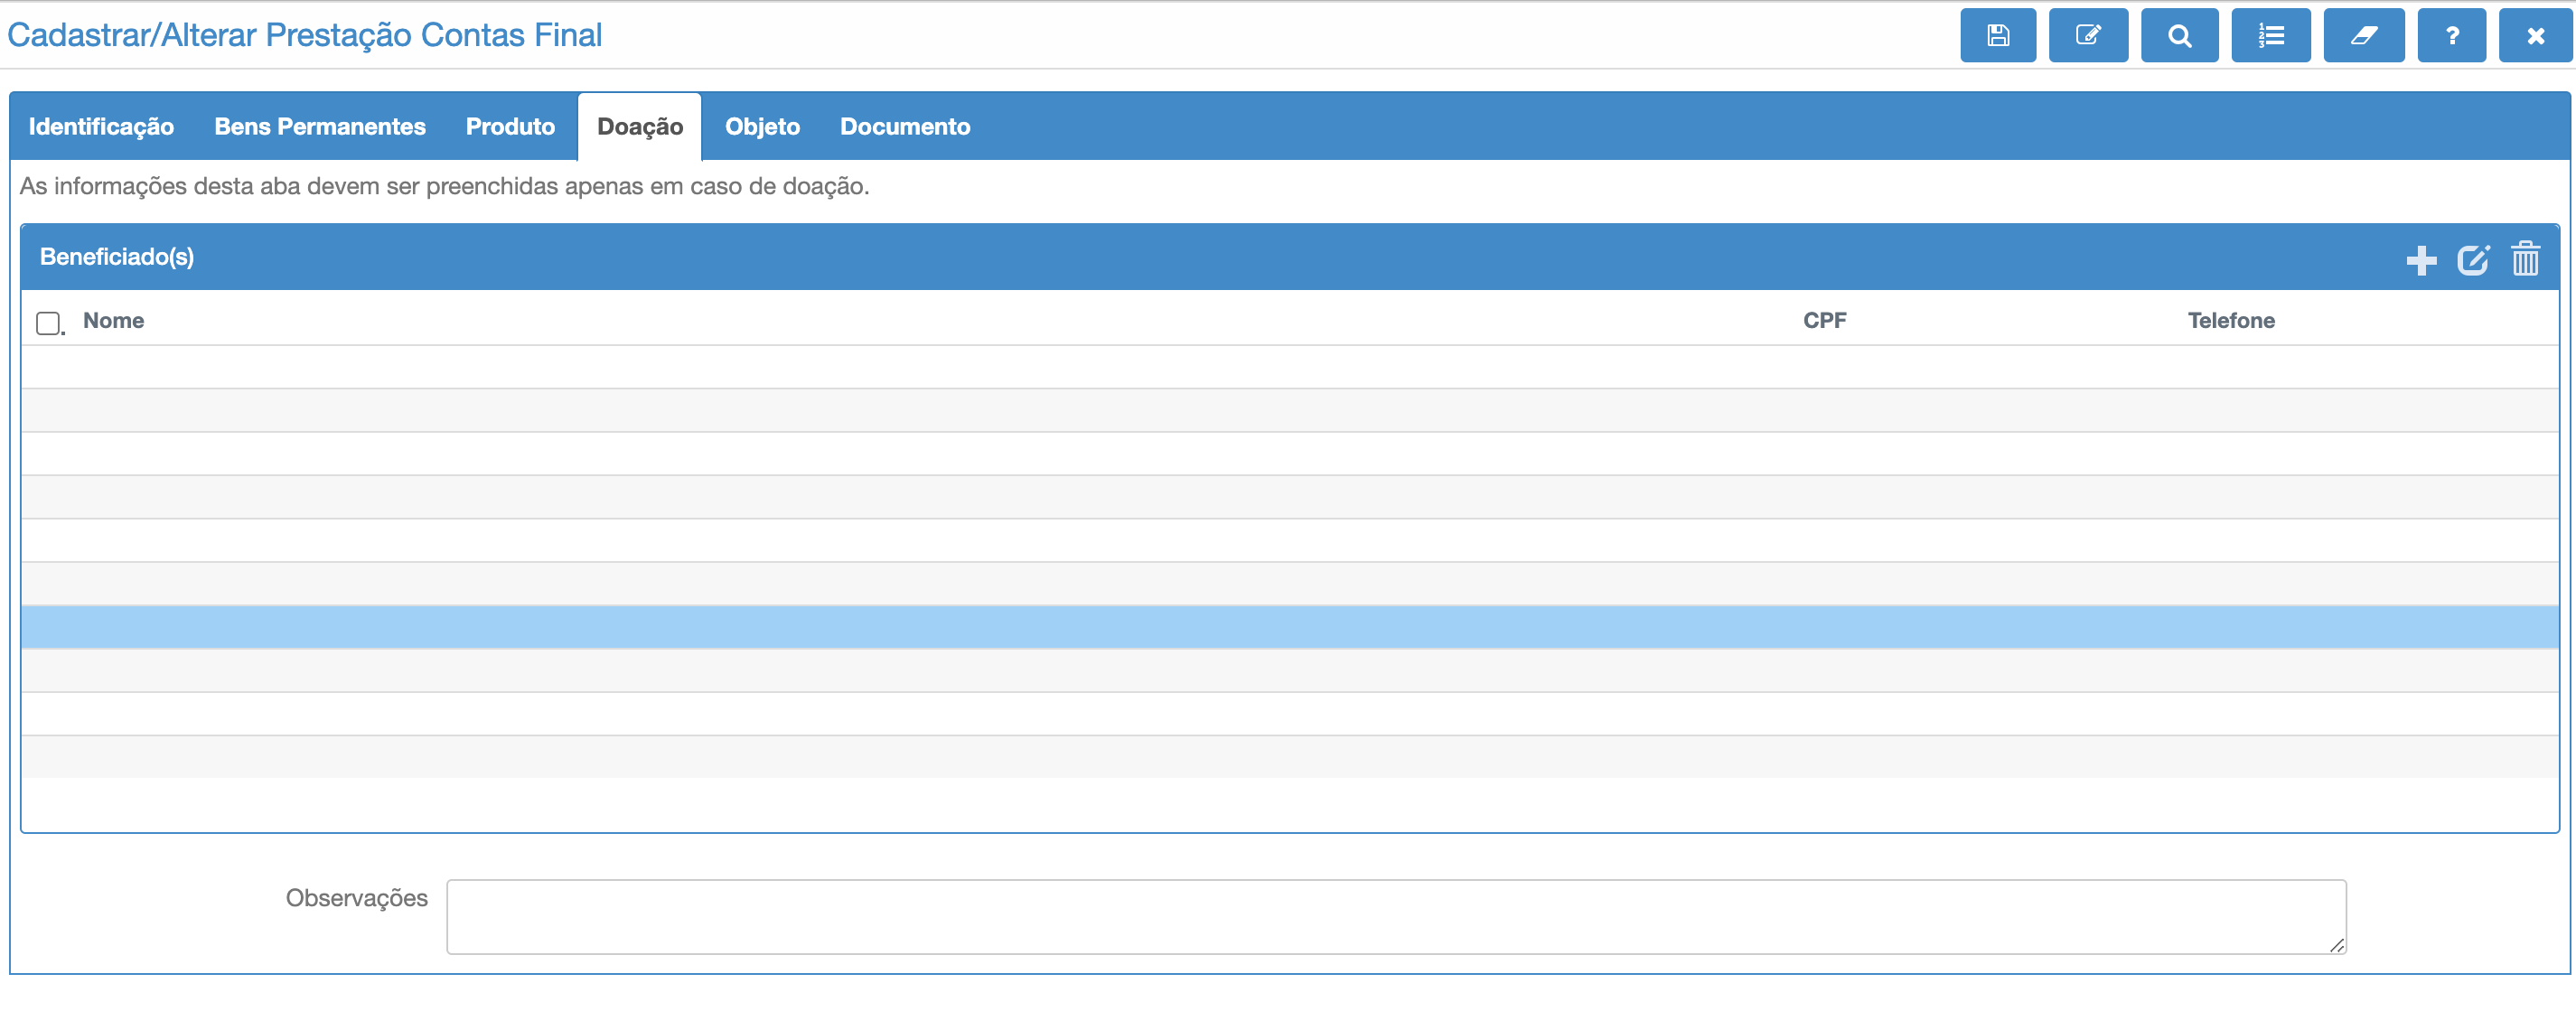 Cadastrar/Alterar Prestação Contas Final
?
Identificação Bens Permanentes Produto Doação Objeto Documento
As informações desta aba devem ser preenchidas apenas em caso de doação.
Beneficiado(s)
Nome CPF Telefone
Observações